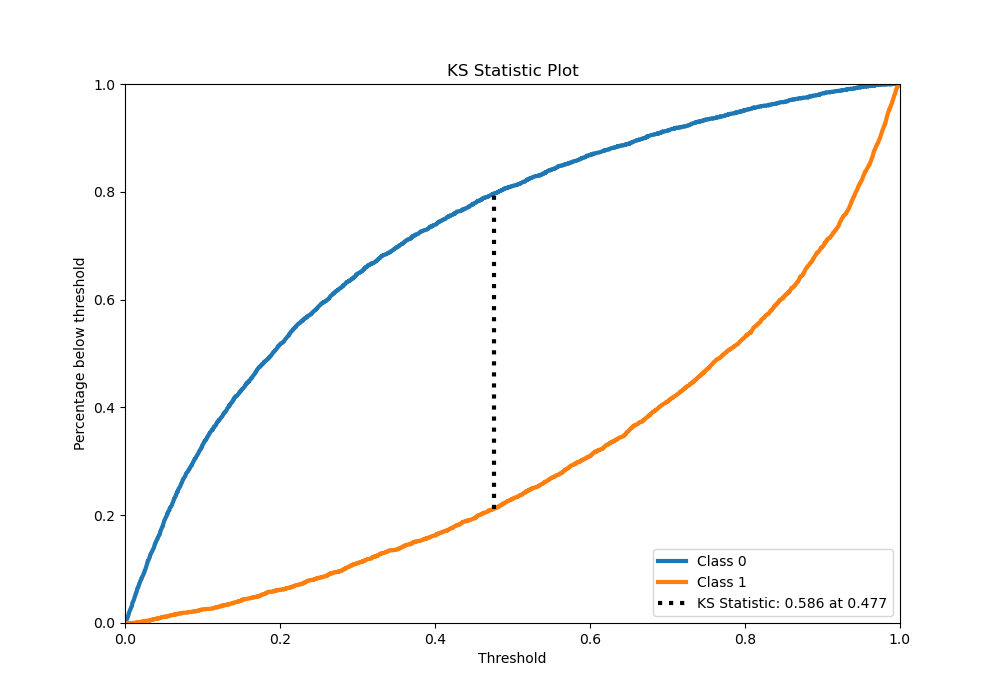 KS Statistic Plot
1.0
0.8
0.6
0.4
0.2
0.0
Percentage below threshold
0.0 0.2 0.4 0.6 0.8 1.0
Threshold
Class 0
Class 1
KS Statistic: 0.586 at 0.477